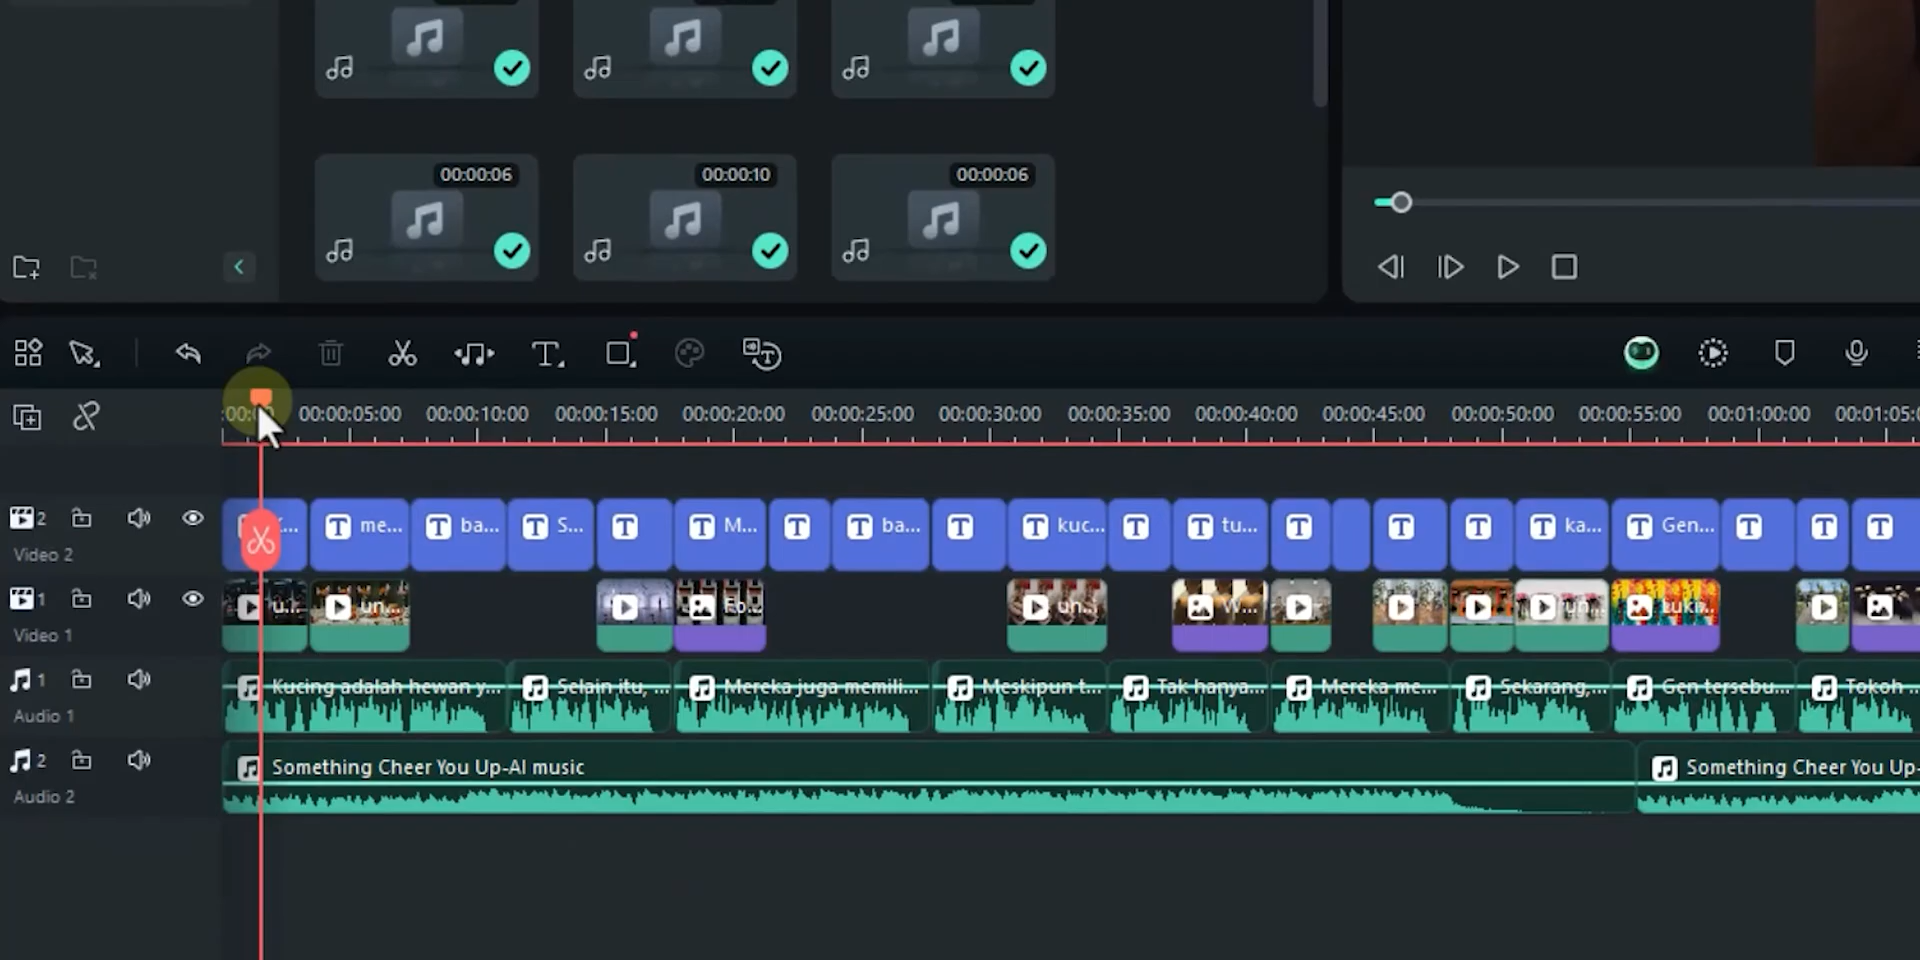 00:00:06
00:00:10
00:00:06
00:00:05:00
00:00:10:00
00:00:15:00
00:00:20:00
00:00:25:00
00:00:30:00
00:00:35:00
00:00:40:00
00:00:45:00
00:00:50:00
00:00:55:00
00:01:00:00
2
me...
ba...
S...
M...
ba...
kuc...
tu...
ka...
Gen...
Video 2
1
u...
un...
Fo...
un...
W...
un...
Lukiv...
Video 1
1
Kucing adalah hewan y...
Selain itu, ...
Mereka juga memili...
Meskipun t...
Tak hanya...
Mereka me...
Sekarang,...
Gen tersebu...
Tokoh ...
Audio 1
2
Something Cheer You Up-AI music
Something Cheer You Up-
Audio 2